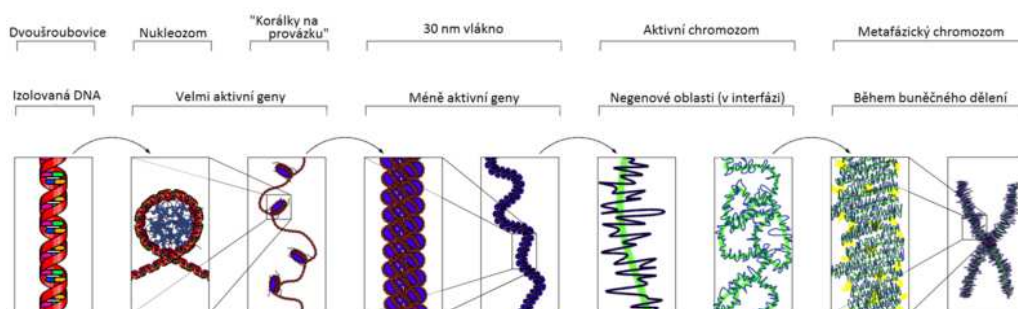 Dvoušroubovice
Nukleozom
"Korálky na
provázku"
30 nm vlákno
Aktivní chromozom
Metafázický chromozom
Izolovaná DNA
Velmi aktivní geny
Méně aktivní geny
Negenové oblasti (v interfázi)
Během buněčného dělení